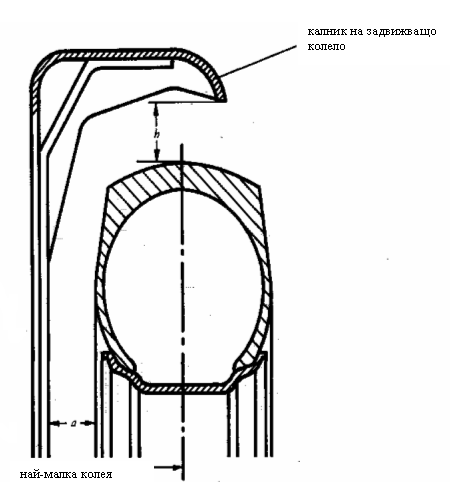 калник на задвижващо
колело
h
a
най-малка колея